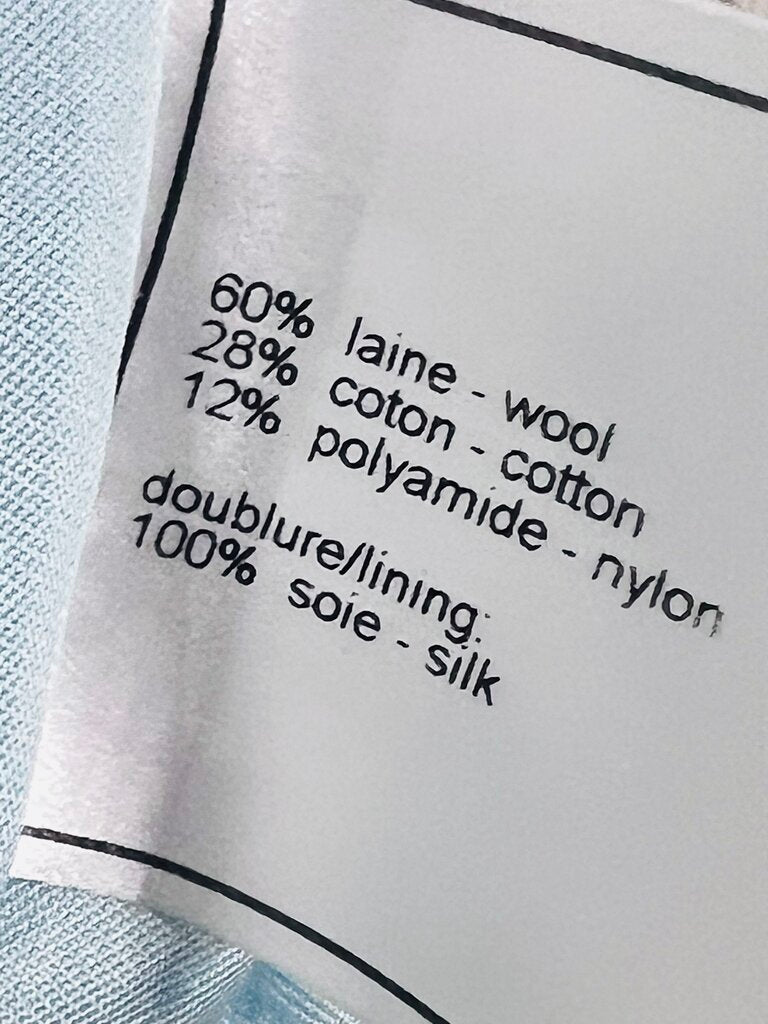 60% laine - wool
28% coton - cotton
12% polyamide - nylon
doublure/lining:
100% soie - silk